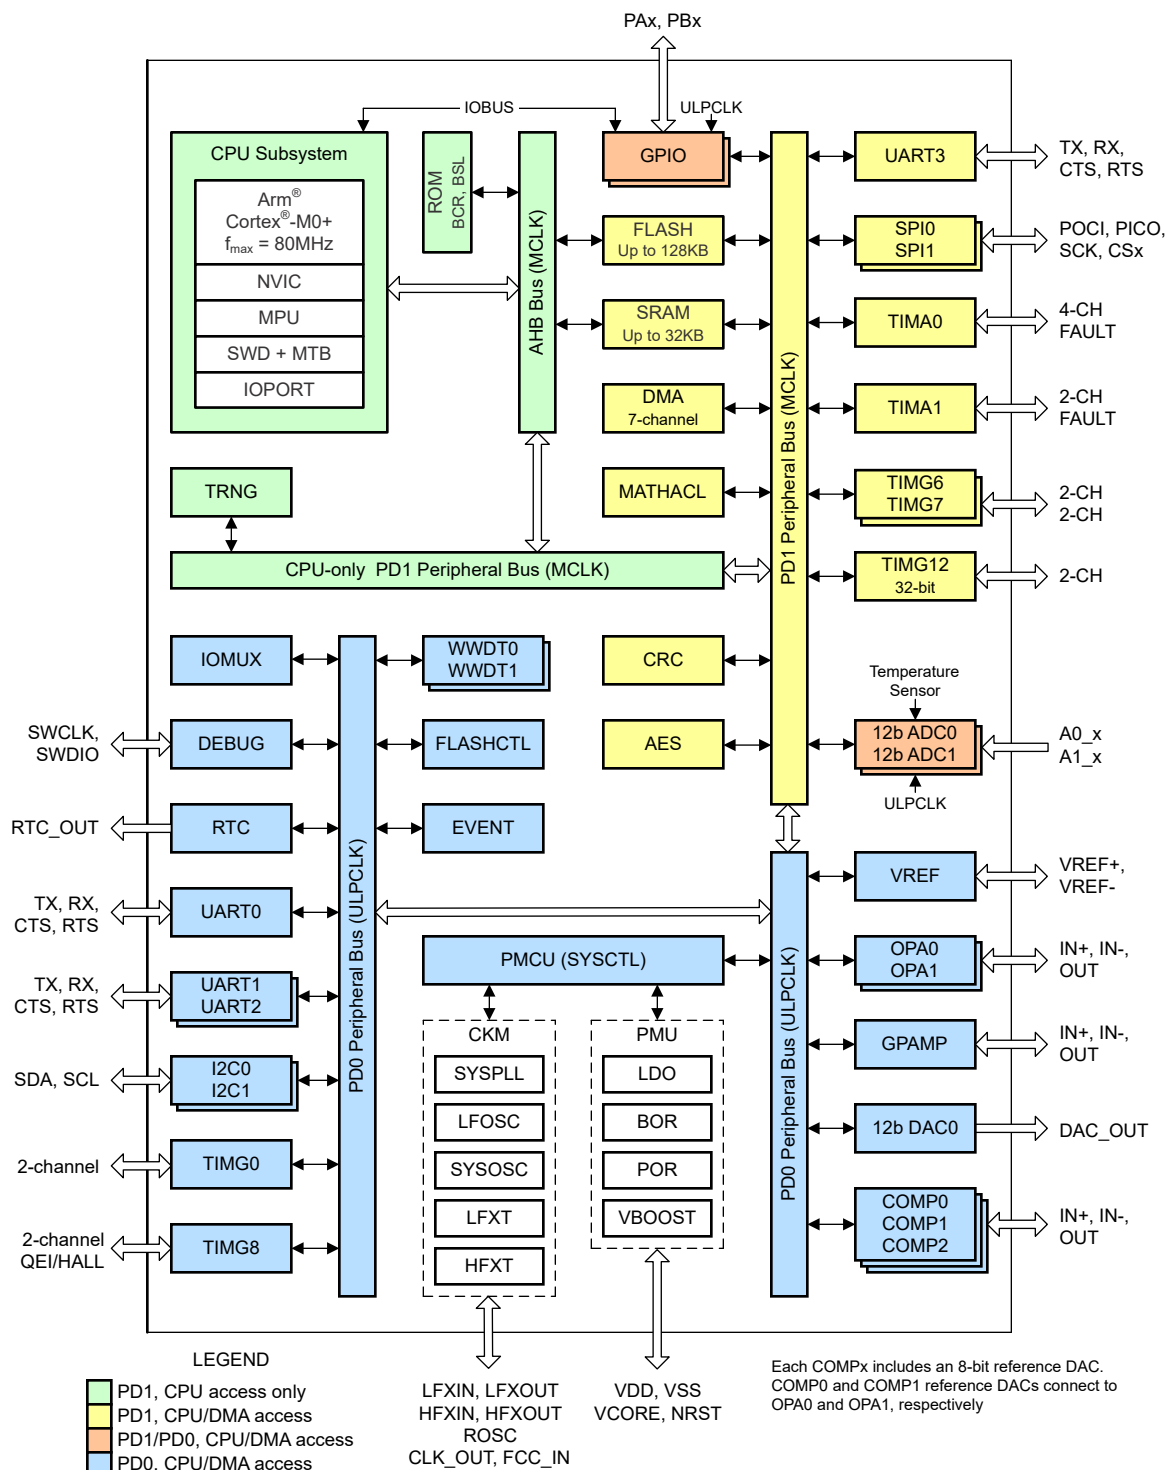 PAx, PBx
IOBUS
ULPCLK
CPU Subsystem
Arm®
Cortex®-M0+
fmax = 80MHz
NVIC
MPU
SWD + MTB
IOPORT
ROM
BCR, BSL
AHB Bus (MCLK)
GPIO
FLASH
Up to 128KB
SRAM
Up to 32KB
DMA
7-channel
MATHACL
PD1 Peripheral Bus (MCLK)
UART3
TX, RX,
CTS, RTS
SPI0
SPI1
POCI, PICO,
SCK, CSx
TIMA0
4-CH
FAULT
TIMA1
2-CH
FAULT
TIMG6
TIMG7
2-CH
2-CH
TIMG12
32-bit
2-CH
TRNG
CPU-only PD1 Peripheral Bus (MCLK)
IOMUX
WWDT0
WWDT1
CRC
Temperature
Sensor
SWCLK,
SWDIO
DEBUG
FLASHCTL
AES
12b ADC0
12b ADC1
A0_x
A1_x
ULPCLK
RTC_OUT
RTC
EVENT
PD0 Peripheral Bus (ULPCLK)
VREF
VREF+,
VREF-
TX, RX,
CTS, RTS
UART0
PMCU (SYSCTL)
PD0 Peripheral Bus (ULPCLK)
OPA0
OPA1
IN+, IN-,
OUT
TX, RX,
CTS, RTS
UART1
UART2
CKM
SYSPLL
LFOSC
SYSOSC
LFXT
HFXT
PMU
LDO
BOR
POR
VBOOST
GPAMP
IN+, IN-,
OUT
SDA, SCL
I2C0
I2C1
12b DAC0
DAC_OUT
2-channel
TIMG0
COMP0
COMP1
COMP2
IN+, IN-,
OUT
2-channel
QEI/HALL
TIMG8
LEGEND
PD1, CPU access only
PD1, CPU/DMA access
PD1/PD0, CPU/DMA access
PD0, CPU/DMA access
LFXIN, LFXOUT
HFXIN, HFXOUT
ROSC
CLK_OUT, FCC_IN
VDD, VSS
VCORE, NRST
Each COMPx includes an 8-bit reference DAC.
COMP0 and COMP1 reference DACs connect to
OPA0 and OPA1, respectively